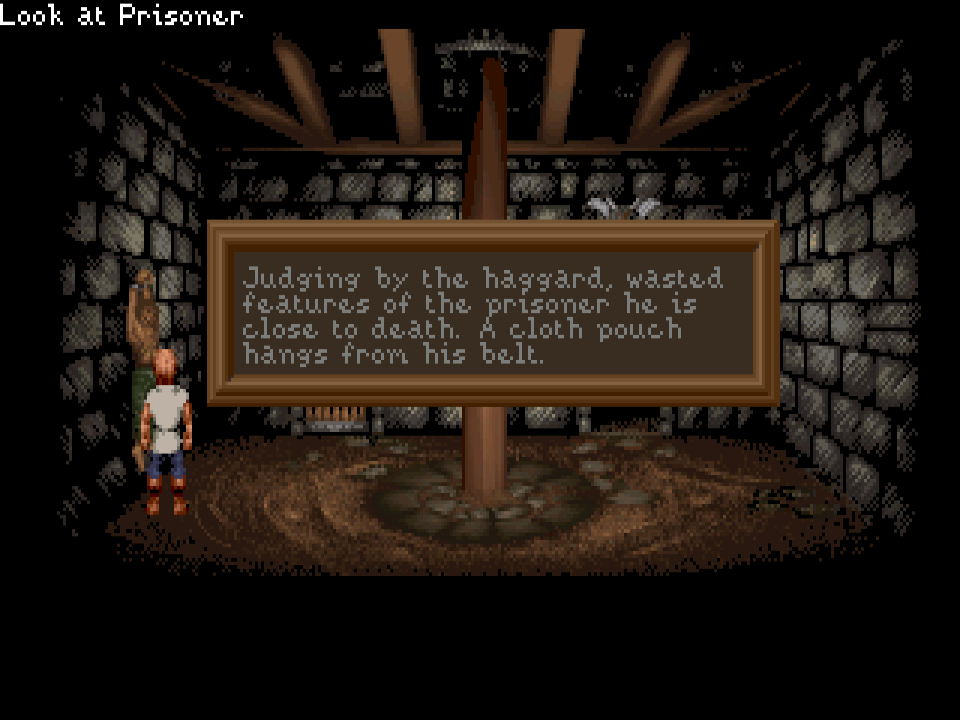 Look at Prisoner
Judging by the haggard, wasted
features of the prisoner he is
close to death. A cloth pouch
hangs from his belt.